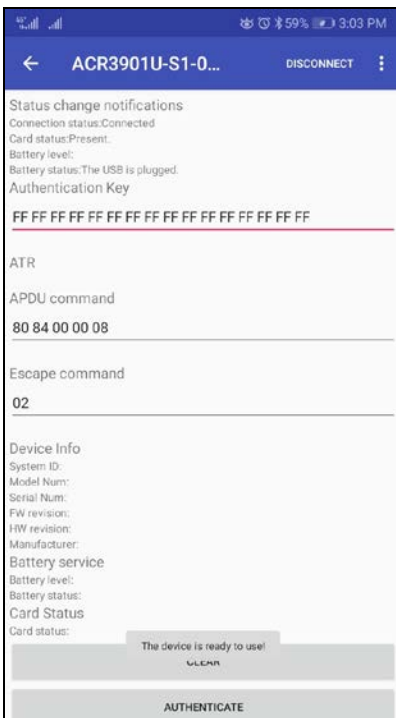 59% 3:03 PM
ACR3901U-S1-0... DISCONNECT
Status change notifications
Connection status:Connected
Card status:Present.
Battery level:
Battery status:The USB is plugged.
Authentication Key
FF FF FF FF FF FF FF FF FF FF FF FF FF FF FF FF
ATR
APDU command
80 84 00 00 08
Escape command
02
Device Info
System ID:
Model Num:
Serial Num:
FW revision:
HW revision:
Manufacturer:
Battery service
Battery level:
Battery status:
Card Status
Card status:
The device is ready to use!
CLEAR
AUTHENTICATE